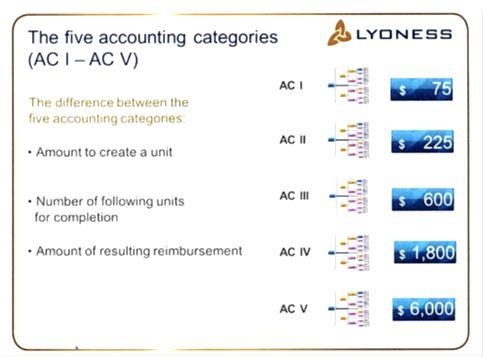 The five accounting categories
(AC I – AC V)
LYONESS
The difference between the
five accounting categories:
• Amount to create a unit
• Number of following units
for completion
• Amount of resulting reimbursement
AC I
$ 75
AC II
$ 225
AC III
$ 600
AC IV
$ 1,800
AC V
$ 6,000